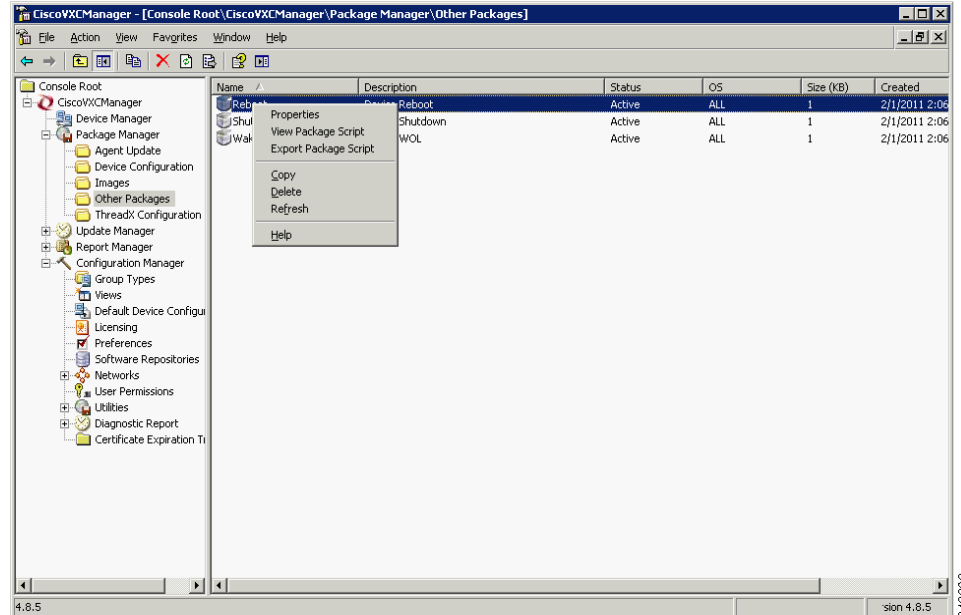 CiscoVXCManager - [Console Root\CiscoVXCManager\Package Manager\Other Packages]
File Action View Favorites Window Help
Console Root
CiscoVXCManager
Device Manager
Package Manager
Agent Update
Device Configuration
Images
Other Packages
ThreadX Configuration
Update Manager
Report Manager
Configuration Manager
Group Types
Views
Default Device Configu
Licensing
Preferences
Software Repositories
Networks
User Permissions
Utilities
Diagnostic Report
Certificate Expiration Tr
Name Description Status OS Size (KB) Created
Reboot Device Reboot Active ALL 1 2/1/2011 2:06
Shut Shutdown Active ALL 1 2/1/2011 2:06
Wak WOL Active ALL 1 2/1/2011 2:06
Properties
View Package Script
Export Package Script
Copy
Delete
Refresh
Help
4.8.5
sion 4.8.5